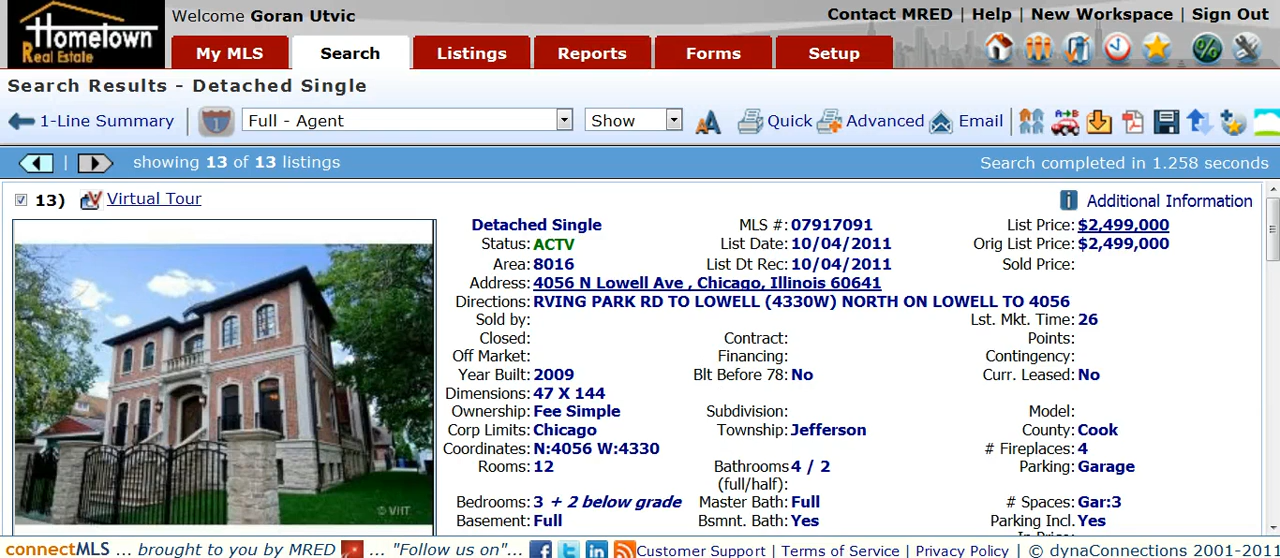 Hometown
Real Estate
Welcome Goran Utvic
Contact MRED | Help | New Workspace | Sign Out
My MLS
Search
Listings
Reports
Forms
Setup
Search Results - Detached Single
1-Line Summary
Full - Agent
Show
Quick
Advanced
Email
showing 13 of 13 listings
Search completed in 1.258 seconds
13) Virtual Tour
Additional Information
Detached Single MLS #: 07917091 List Price: $2,499,000
Status: ACTV List Date: 10/04/2011 Orig List Price: $2,499,000
Area: 8016 List Dt Rec: 10/04/2011 Sold Price:
Address: 4056 N Lowell Ave , Chicago, Illinois 60641
Directions: RVING PARK RD TO LOWELL (4330W) NORTH ON LOWELL TO 4056
Sold by: Lst. Mkt. Time: 26
Closed: Contract: Points:
Off Market: Financing: Contingency:
Year Built: 2009 Blt Before 78: No Curr. Leased: No
Dimensions: 47 X 144
Ownership: Fee Simple Subdivision: Model:
Corp Limits: Chicago Township: Jefferson County: Cook
Coordinates: N:4056 W:4330 # Fireplaces: 4
Rooms: 12 Bathrooms 4 / 2 Parking: Garage
(full/half):
Bedrooms: 3 + 2 below grade Master Bath: Full # Spaces: Gar:3
Basement: Full Bsmnt. Bath: Yes Parking Incl. Yes
© VHT
connectMLS ... brought to you by MRED ... "Follow us on"... Customer Support | Terms of Service | Privacy Policy | © dynaConnections 2001-201